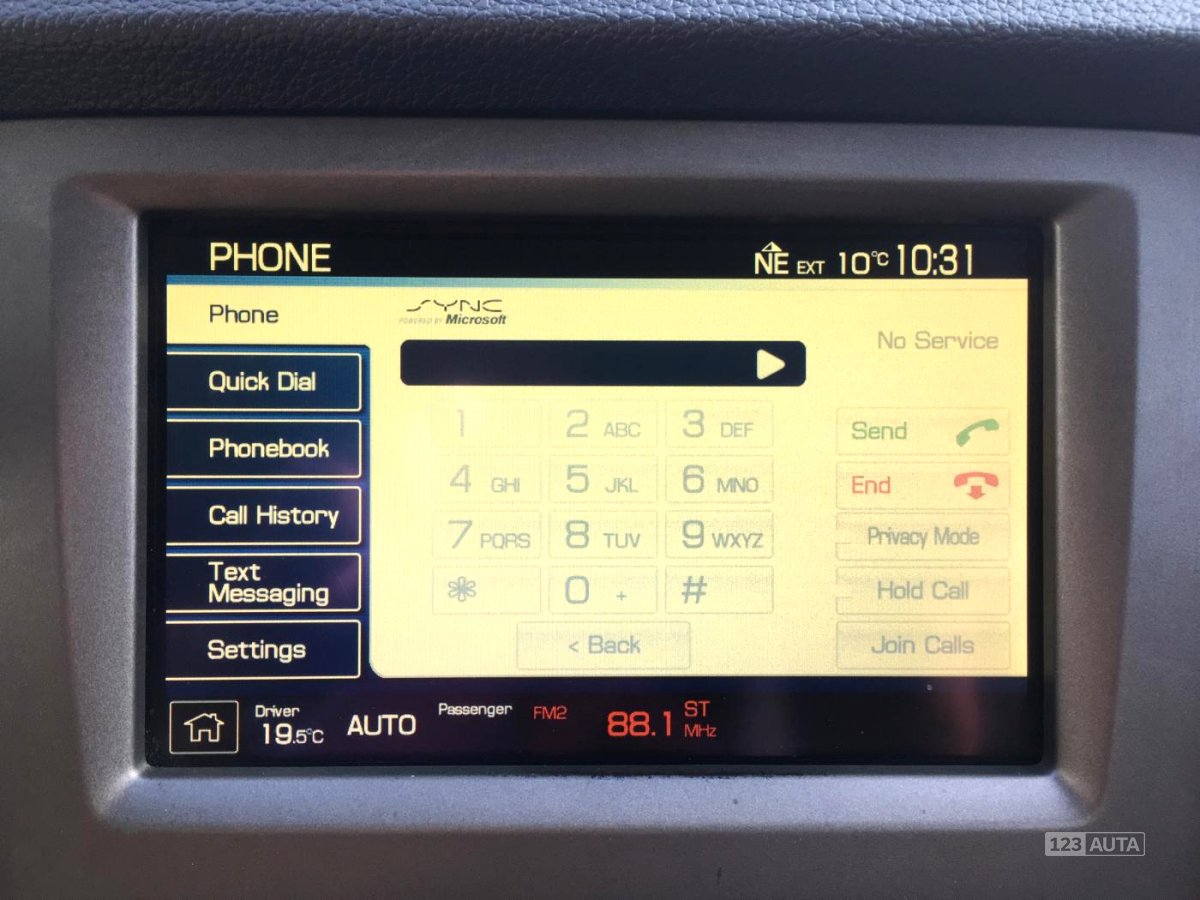 PHONE
NE EXT 10°C 10:31
Phone
SYNC
POWERED BY Microsoft
No Service
Quick Dial
Phonebook
Call History
Text
Messaging
Settings
1
2 ABC
3 DEF
4 GHI
5 JKL
6 MNO
7 PQRS
8 TUV
9 WXYZ
*
0 +
#
< Back
Send
End
Privacy Mode
Hold Call
Join Calls
Driver
19.5°C
AUTO
Passenger
FM2
88.1
ST
MHz
123 AUTA